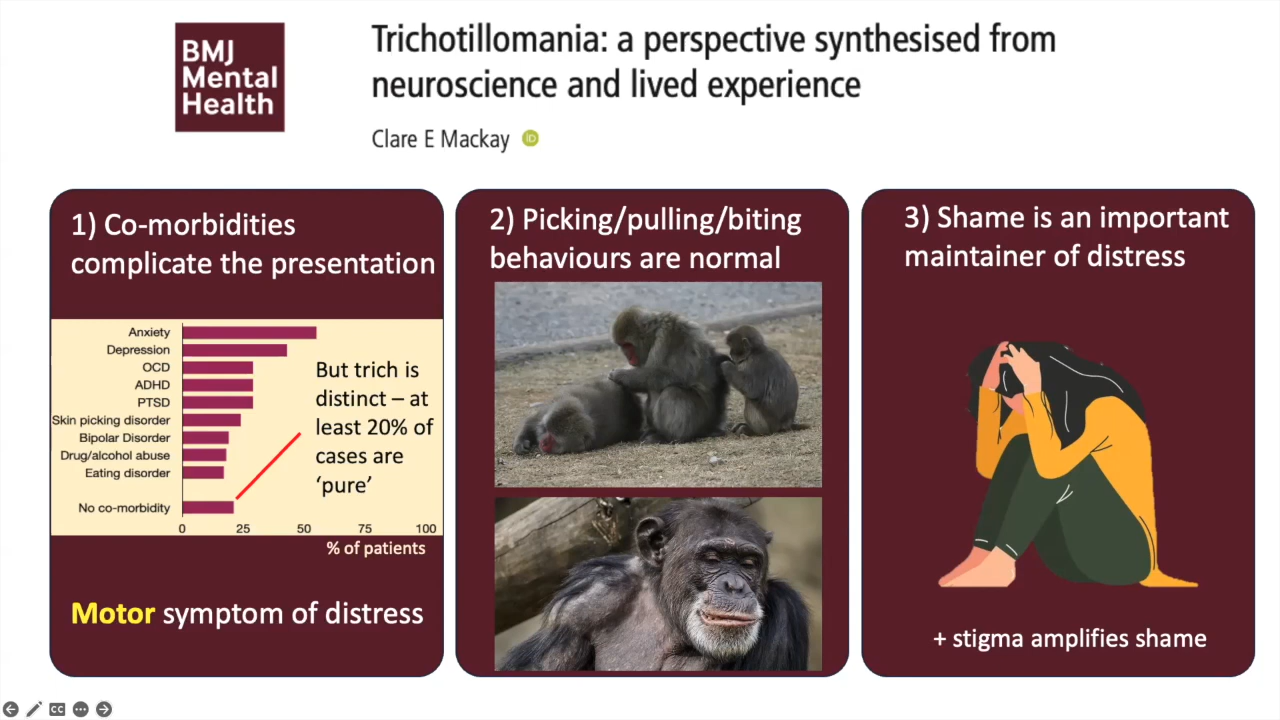 BMJ
Mental
Health
Trichotillomania: a perspective synthesised from
neuroscience and lived experience
Clare E Mackay iD
1) Co-morbidities
complicate the presentation
Anxiety
Depression
OCD
ADHD
PTSD
Skin picking disorder
Bipolar Disorder
Drug/alcohol abuse
Eating disorder
No co-morbidity
0 25 50 75 100
% of patients
But trich is
distinct – at
least 20% of
cases are
‘pure’
Motor symptom of distress
2) Picking/pulling/biting
behaviours are normal
3) Shame is an important
maintainer of distress
+ stigma amplifies shame
CC